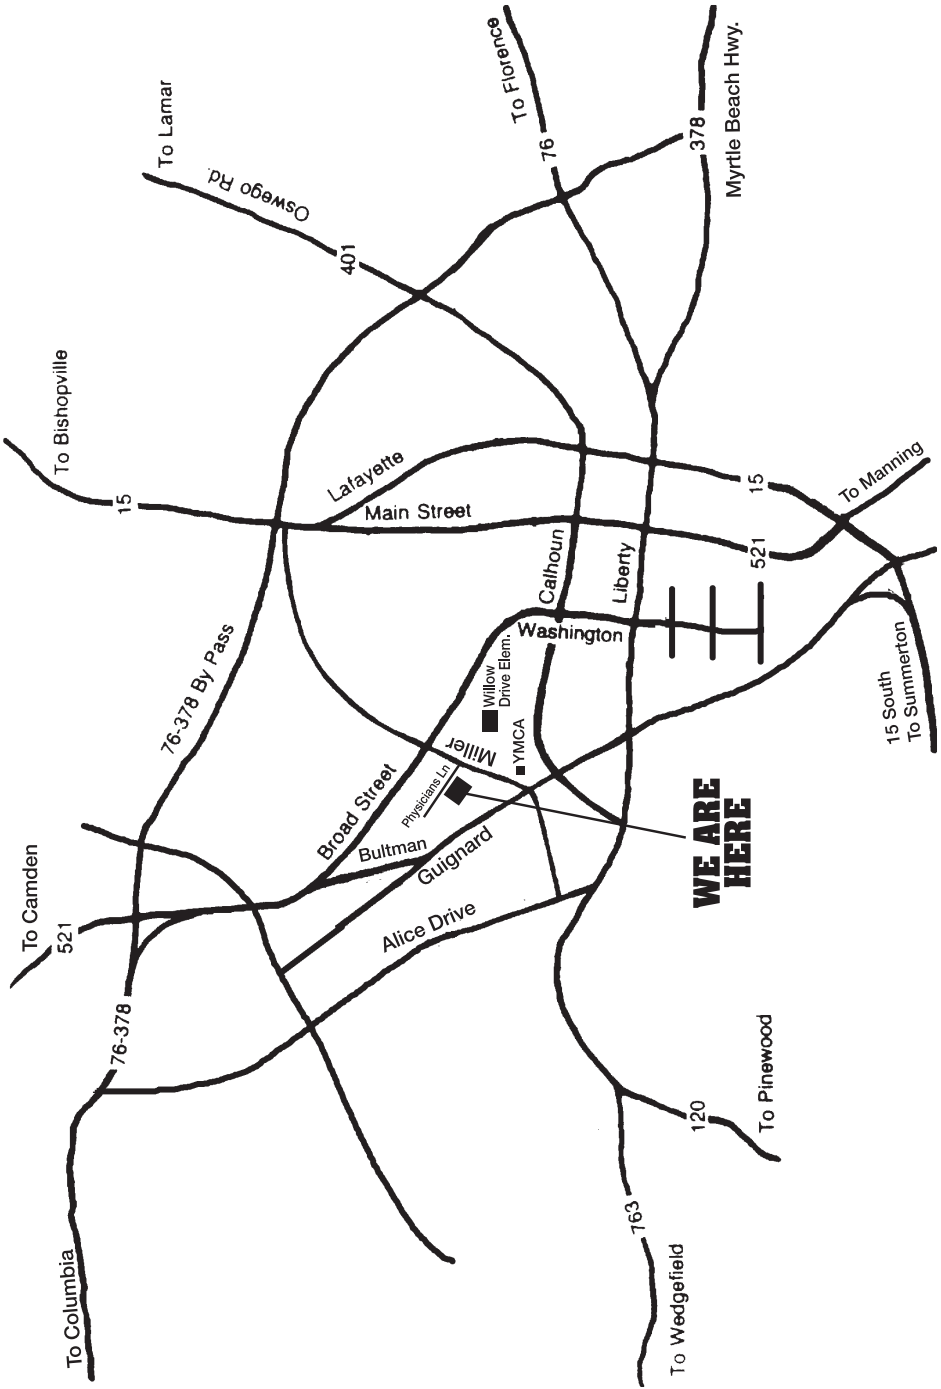 To Florence
76
378
Myrtle Beach Hwy.
To Lamar
Oswego Rd.
401
To Bishopville
15
Lafayette
Main Street
15
To Manning
521
Calhoun
Liberty
Washington
76-378 By Pass
Willow
Drive Elem.
YMCA
Miller
Physicians Ln
Broad Street
Bultman
Guignard
Alice Drive
15 South
To Summerton
WE ARE
HERE
To Camden
521
76-378
To Pinewood
120
763
To Columbia
To Wedgefield